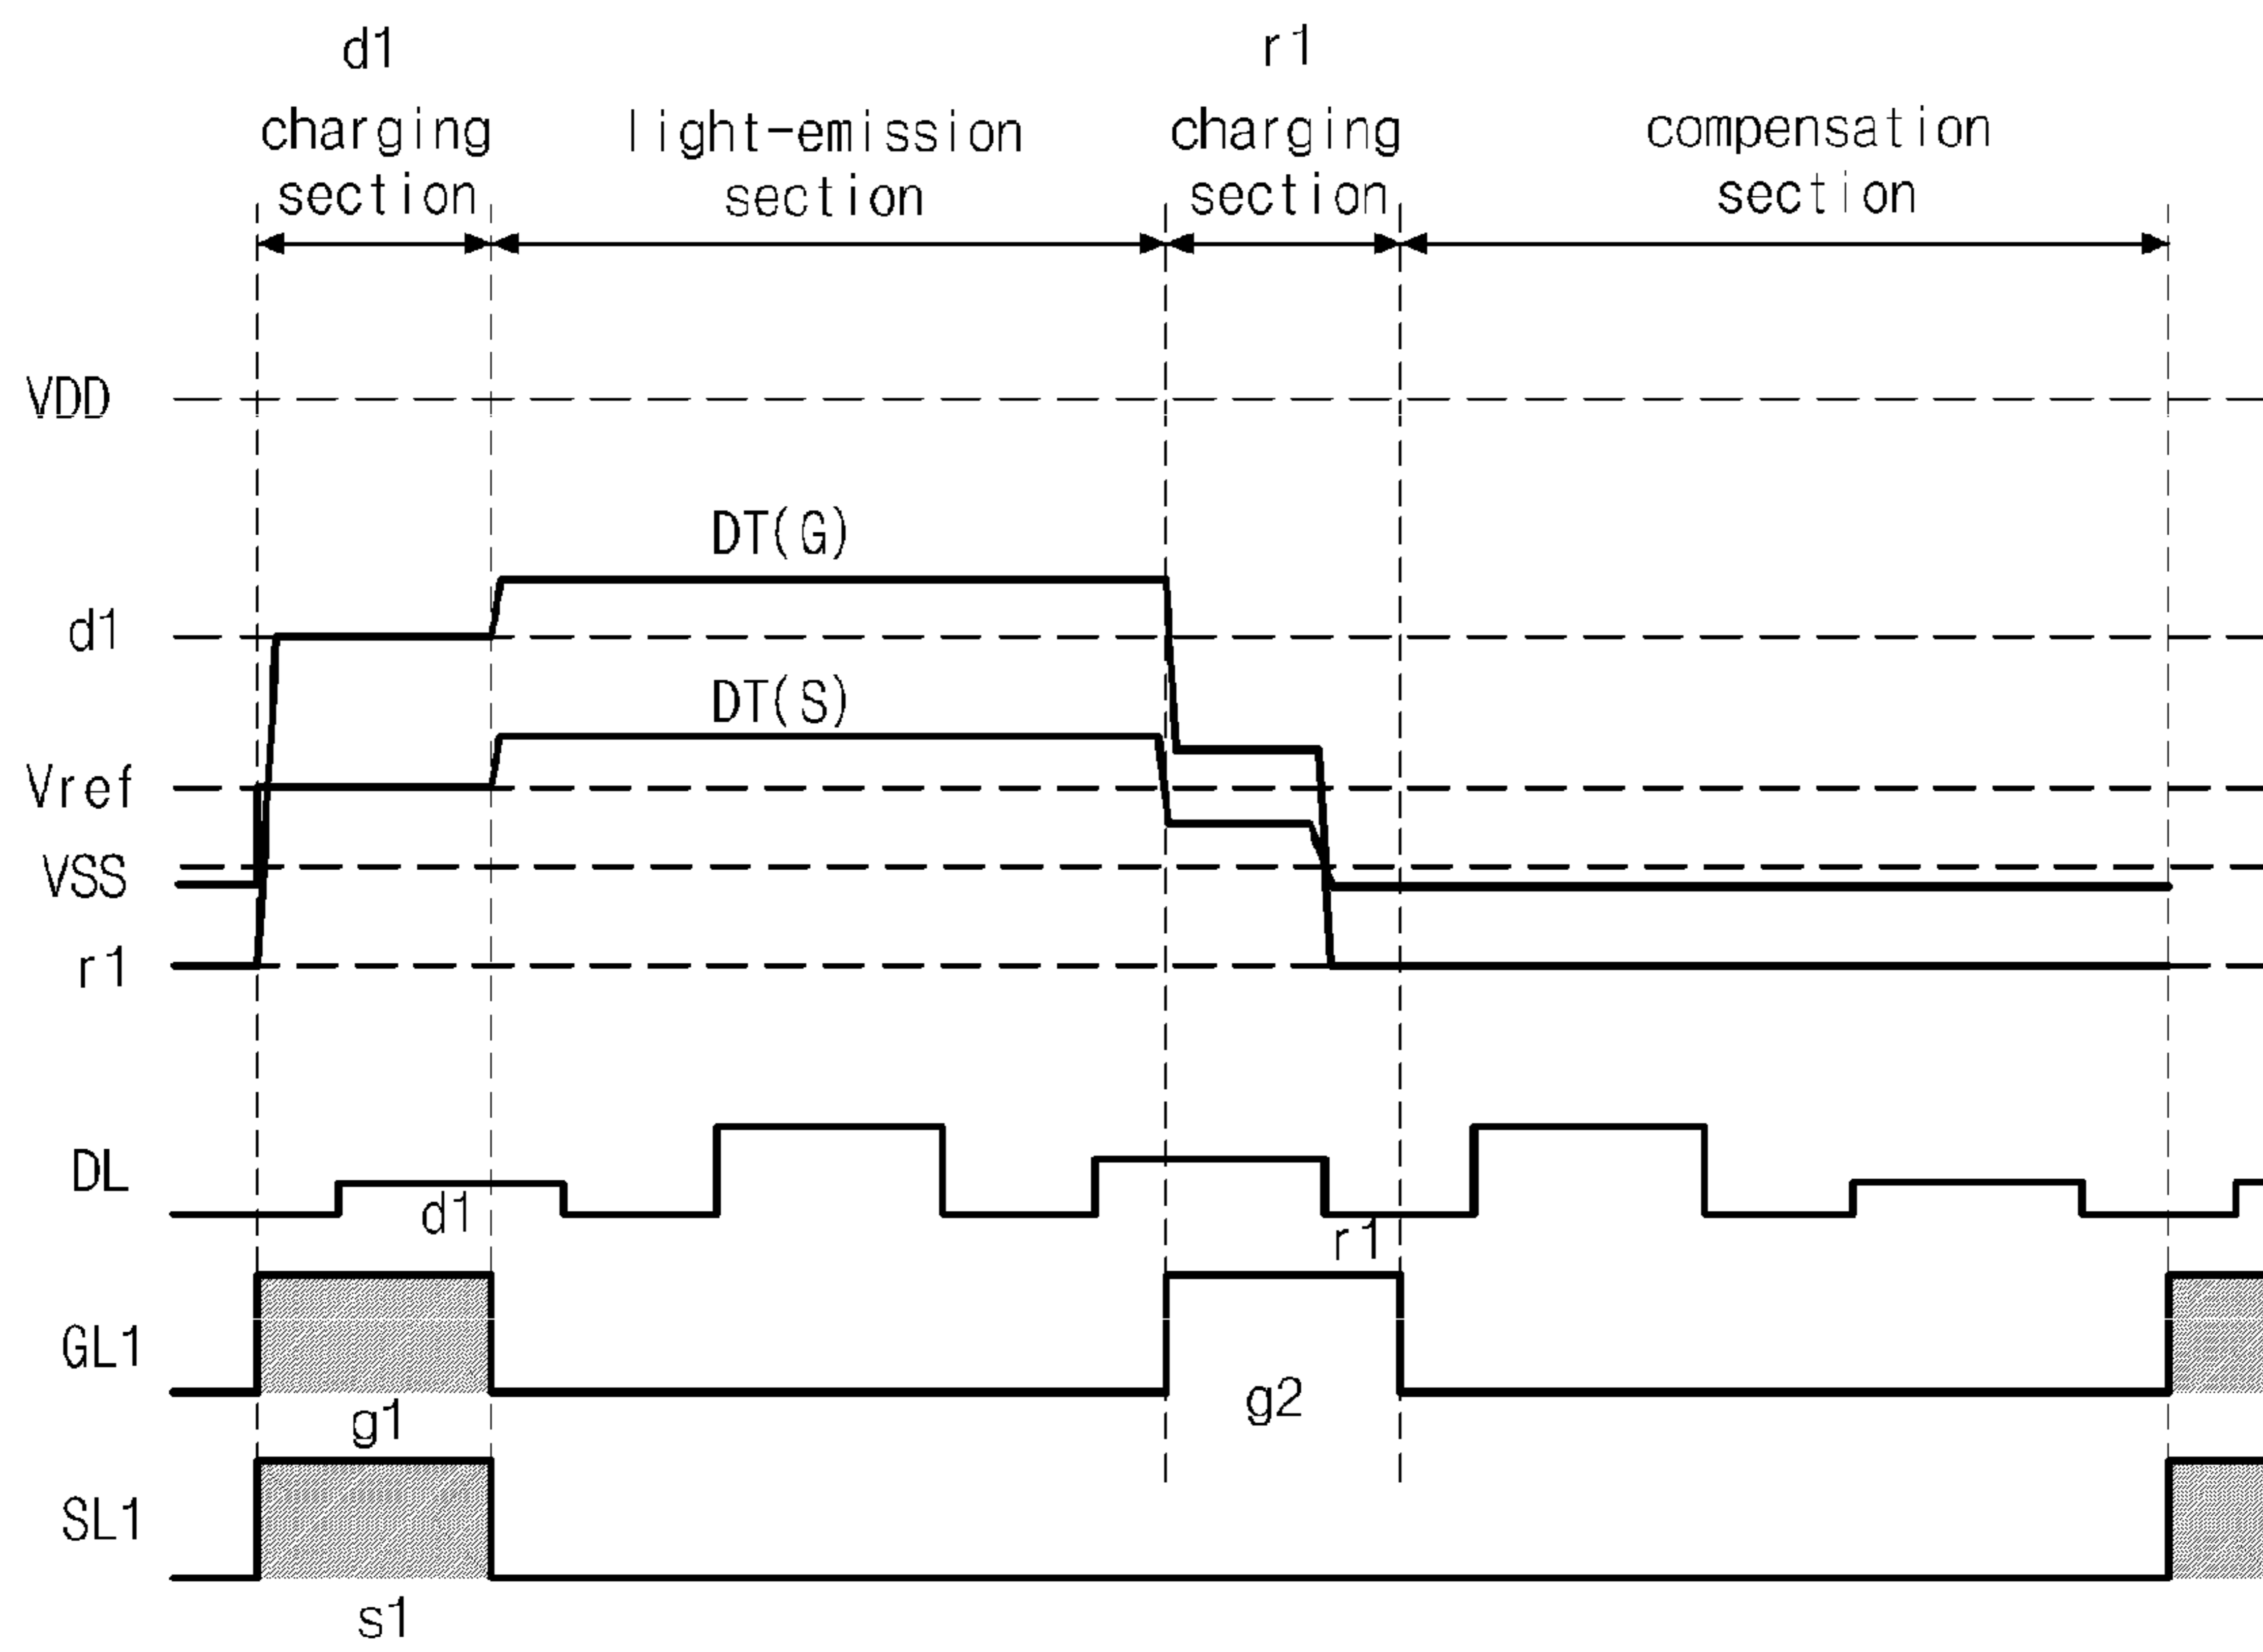 d1
charging
section
light-emission
section
r1
charging
section
compensation
section
VDD
DT(G)
d1
DT(S)
Vref
VSS
r1
DL
d1
r1
GL1
g1
g2
SL1
s1